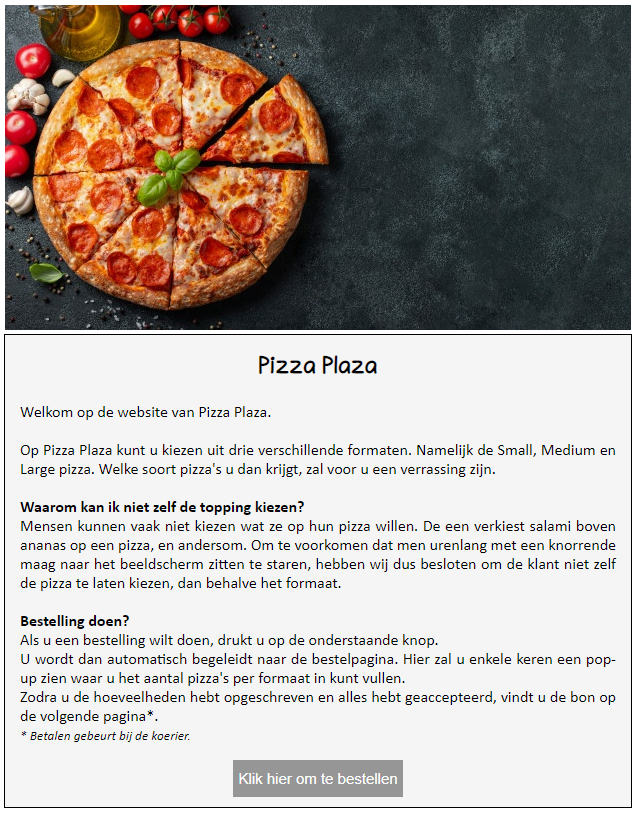 Pizza Plaza
Welkom op de website van Pizza Plaza.
Op Pizza Plaza kunt u kiezen uit drie verschillende formaten. Namelijk de Small, Medium en
Large pizza. Welke soort pizza's u dan krijgt, zal voor u een verrassing zijn.
Waarom kan ik niet zelf de topping kiezen?
Mensen kunnen vaak niet kiezen wat ze op hun pizza willen. De een verkiest salami boven
ananas op een pizza, en andersom. Om te voorkomen dat men urenlang met een knorrende
maag naar het beeldscherm zitten te staren, hebben wij dus besloten om de klant niet zelf
de pizza te laten kiezen, dan behalve het formaat.
Bestelling doen?
Als u een bestelling wilt doen, drukt u op de onderstaande knop.
U wordt dan automatisch begeleidt naar de bestelpagina. Hier zal u enkele keren een pop-
up zien waar u het aantal pizza's per formaat in kunt vullen.
Zodra u de hoeveelheden hebt opgeschreven en alles hebt geaccepteerd, vindt u de bon op
de volgende pagina*.
* Betalen gebeurt bij de koerier.
Klik hier om te bestellen